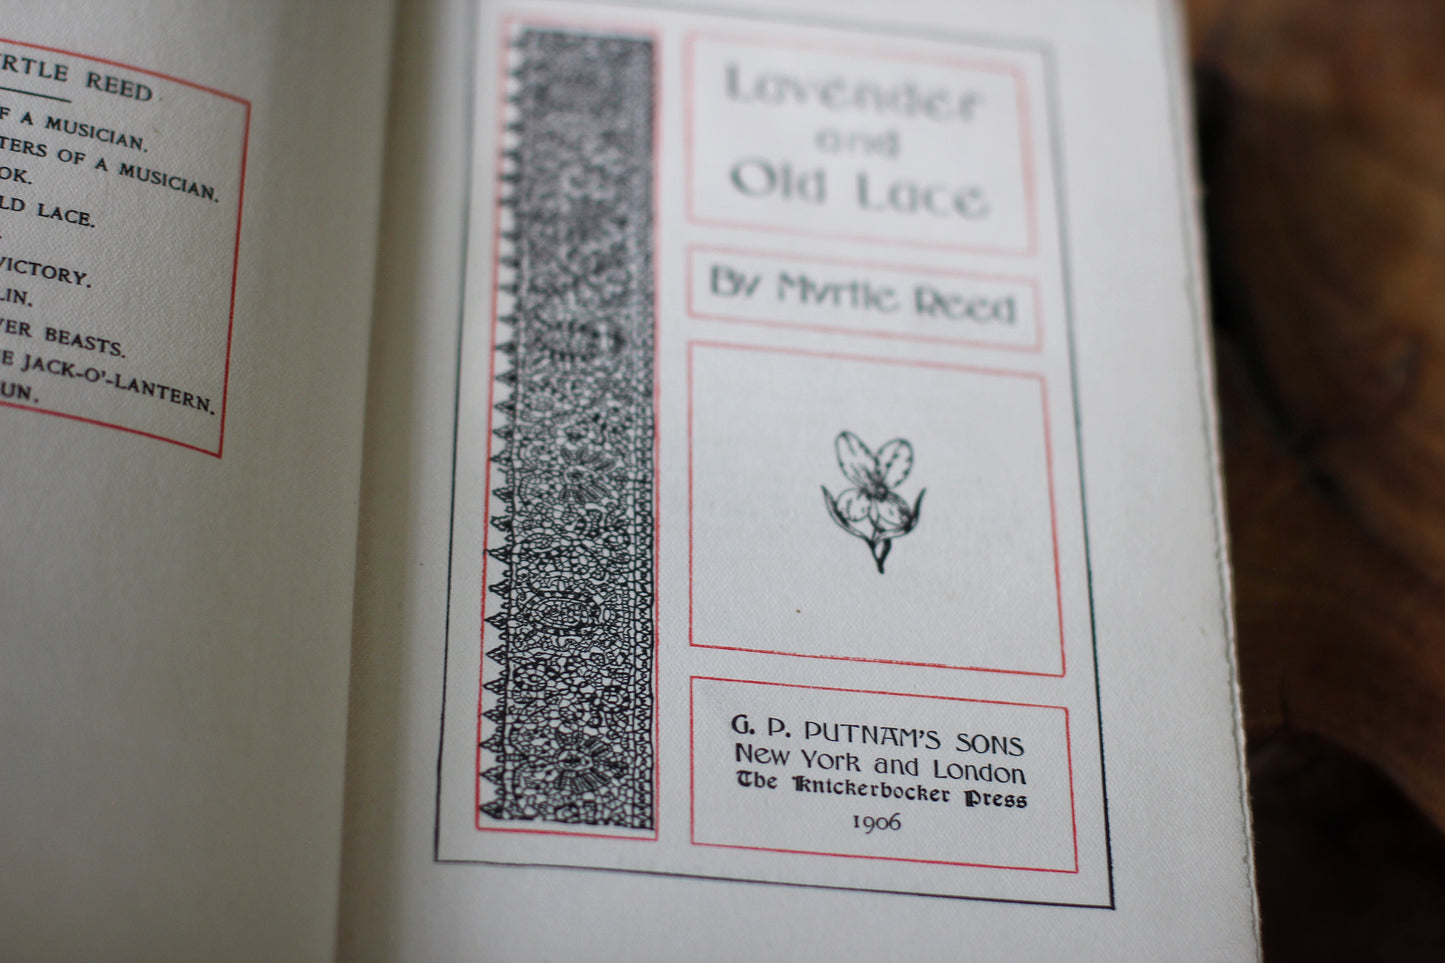 RTLE REED
F A MUSICIAN.
TERS OF A MUSICIAN.
OK.
LD LACE.
.
VICTORY.
LIN.
VER BEASTS.
E JACK-O'-LANTERN.
UN.
Lavender
and
Old Lace
By Myrtle Reed
G. P. PUTNAM'S SONS
New York and London
The Knickerbocker Press
1906